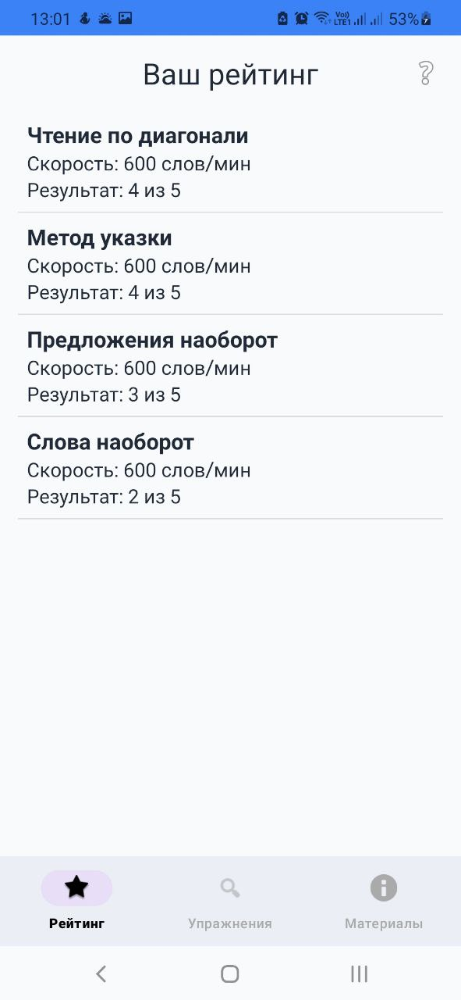 13:01 Vo)) LTE1 53%
Ваш рейтинг
Чтение по диагонали
Скорость: 600 слов/мин
Результат: 4 из 5
Метод указки
Скорость: 600 слов/мин
Результат: 4 из 5
Предложения наоборот
Скорость: 600 слов/мин
Результат: 3 из 5
Слова наоборот
Скорость: 600 слов/мин
Результат: 2 из 5
Рейтинг Упражнения Материалы